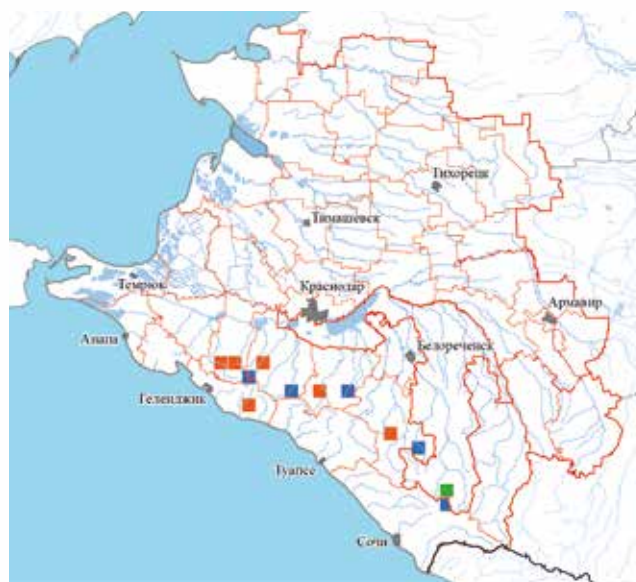 Тихорецк
Тимашевск
Темрюк
Краснодар
Армавир
Анапа
Белореченск
Геленджик
Туапсе
Сочи